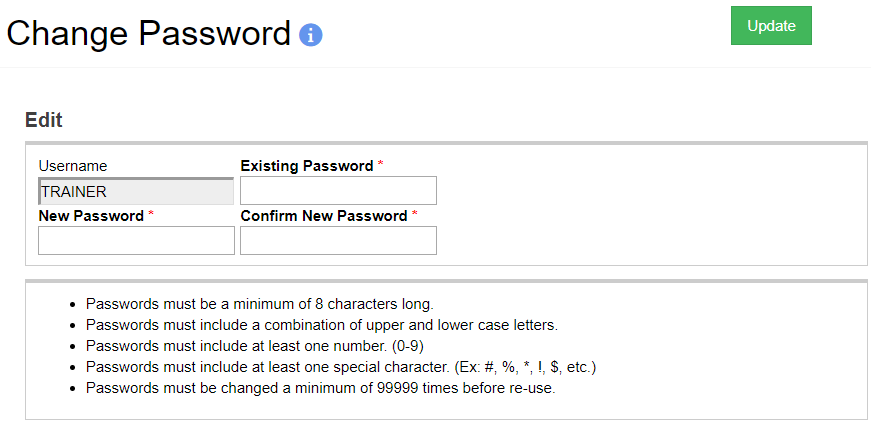 Change Password i
Update
Edit
Username
Existing Password *
TRAINER
New Password *
Confirm New Password *
• Passwords must be a minimum of 8 characters long.
• Passwords must include a combination of upper and lower case letters.
• Passwords must include at least one number. (0-9)
• Passwords must include at least one special character. (Ex: #, %, *, !, $, etc.)
• Passwords must be changed a minimum of 99999 times before re-use.